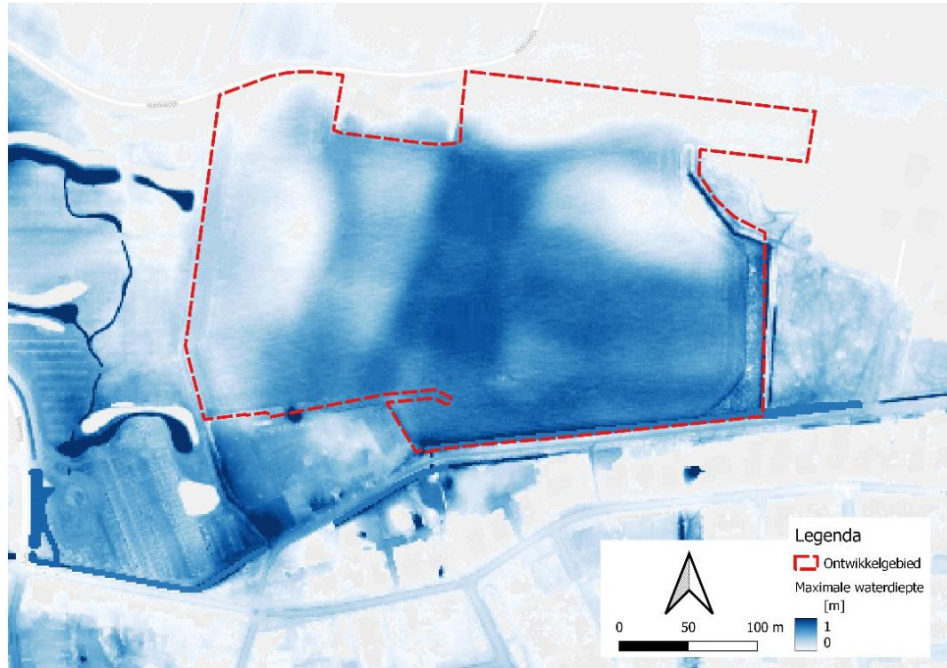 Legenda
Ontwikkelgebied
Maximale waterdiepte
[m]
1
0
0 50 100 m